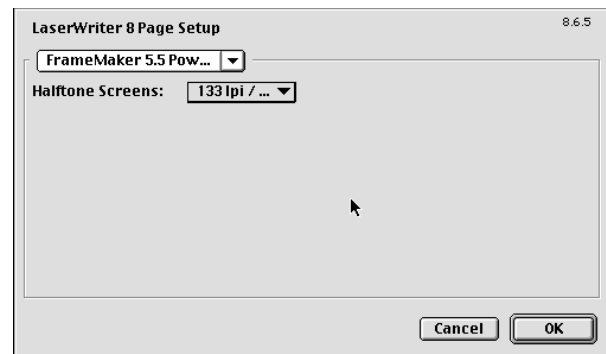 LaserWriter 8 Page Setup 8.6.5
FrameMaker 5.5 Pow...
Halftone Screens: 133 lpi / ...
Cancel OK